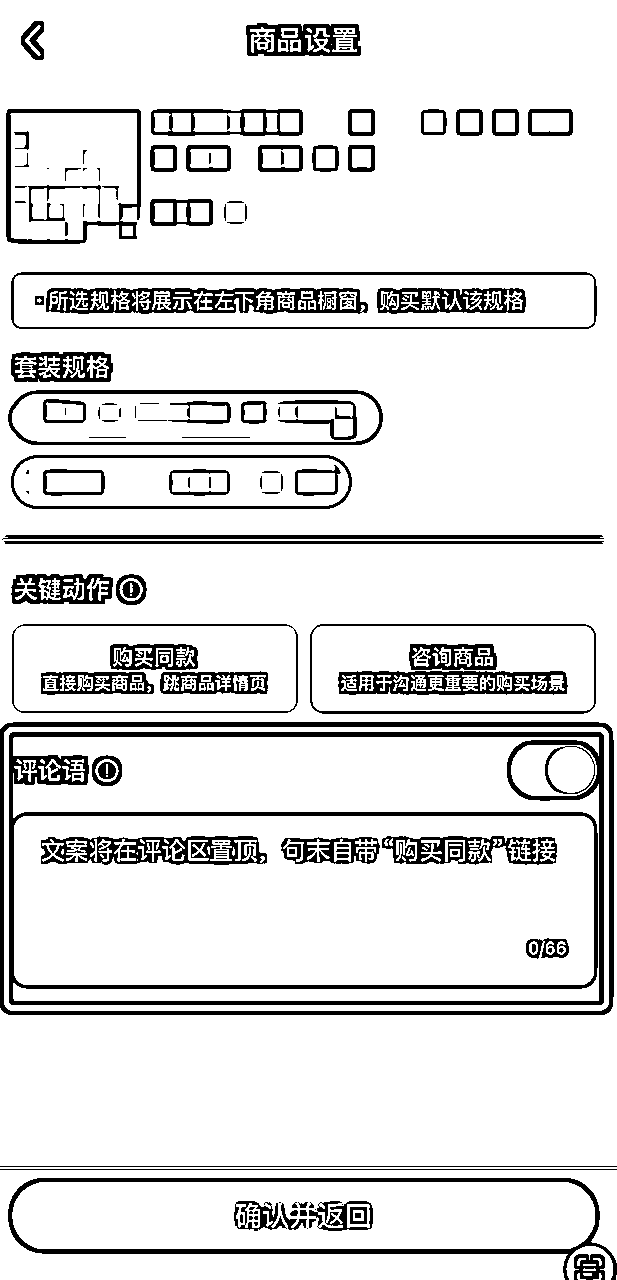 商品设置
所选规格将展示在左下角商品橱窗，购买默认该规格
套装规格
关键动作
购买同款
咨询商品
直接购买商品，跳商品详情页
适用于沟通更重要的购买场景
评论语
文案将在评论区置顶，句末自带“购买同款”链接
0/66
确认并返回